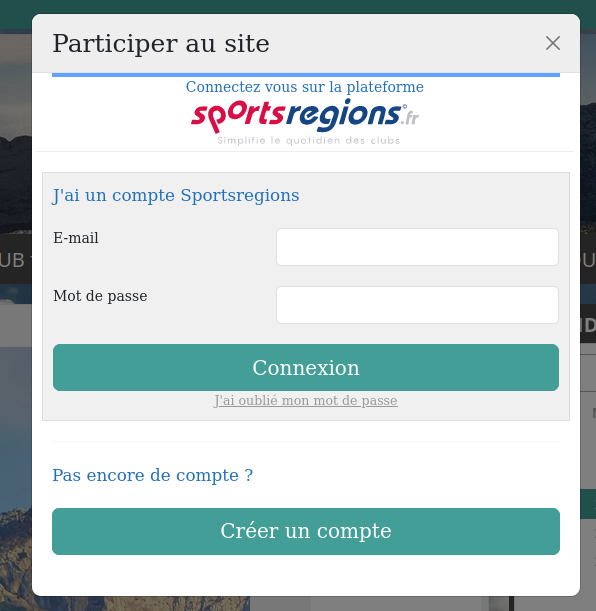 Participer au site
Connectez vous sur la plateforme
sportsregions.fr
Simplifie le quotidien des clubs
J'ai un compte Sportsregions
E-mail
Mot de passe
Connexion
J'ai oublié mon mot de passe
Pas encore de compte ?
Créer un compte